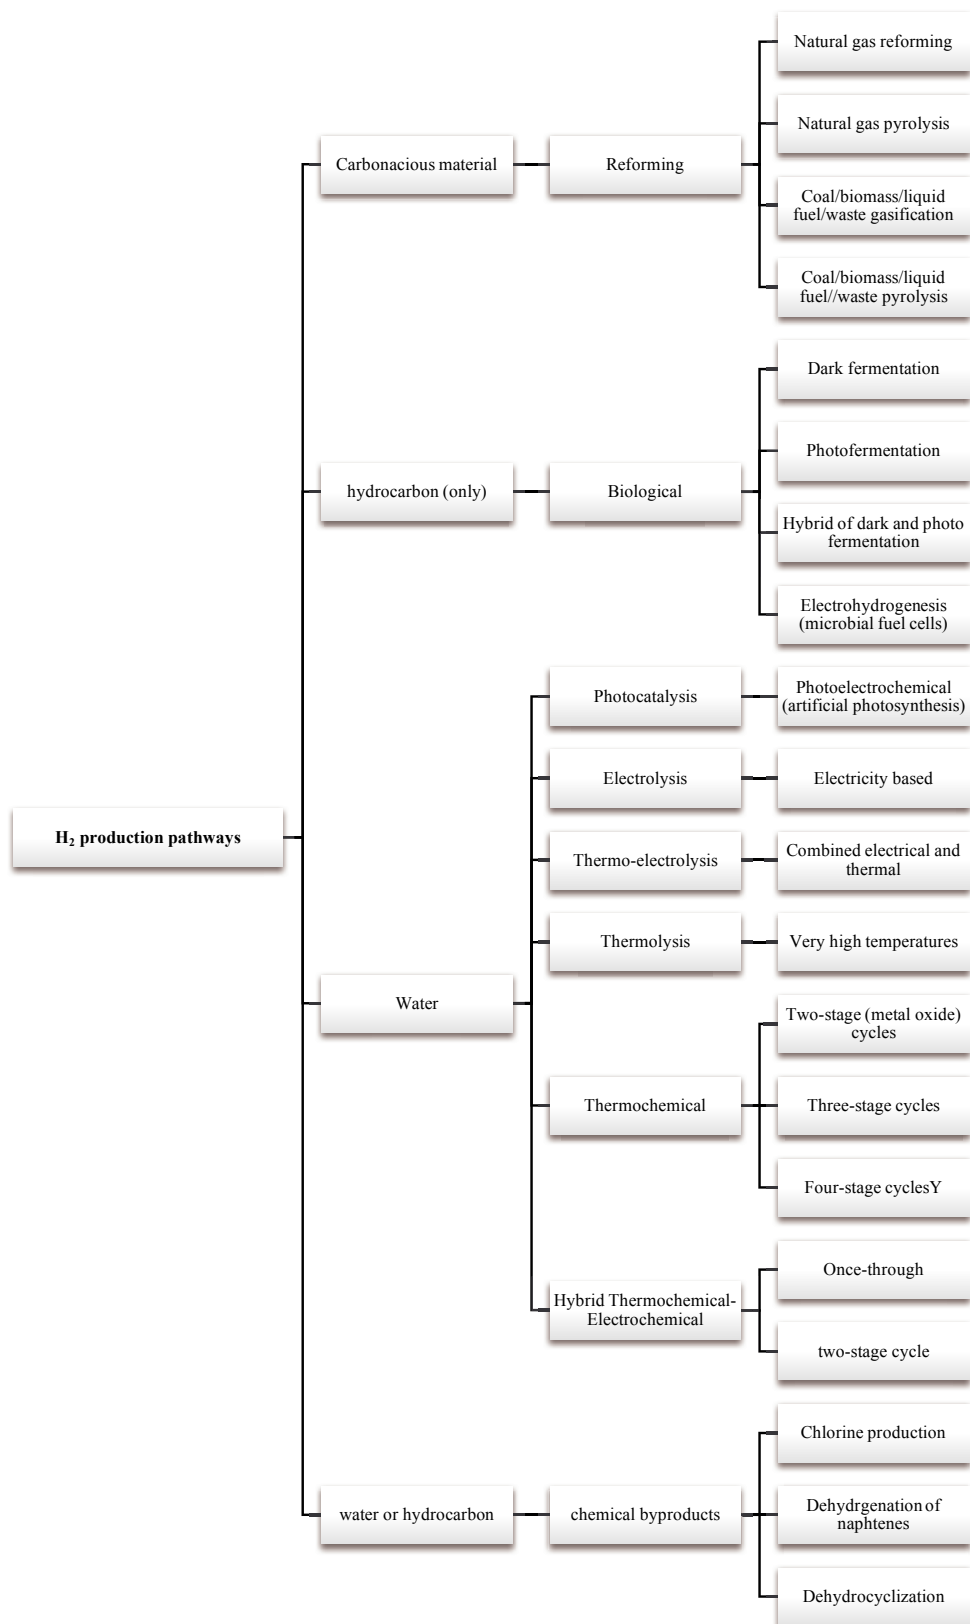 Natural gas reforming
Natural gas pyrolysis
Carbonacious material
Reforming
Coal/biomass/liquid
fuel/waste gasification
Coal/biomass/liquid
fuel//waste pyrolysis
Dark fermentation
Photofermentation
hydrocarbon (only)
Biological
Hybrid of dark and photo
fermentation
Electrohydrogenesis
(microbial fuel cells)
Photocatalysis
Photoelectrochemical
(artificial photosynthesis)
Electrolysis
Electricity based
H₂ production pathways
Thermo-electrolysis
Combined electrical and
thermal
Thermolysis
Very high temperatures
Water
Two-stage (metal oxide)
cycles
Thermochemical
Three-stage cycles
Four-stage cyclesY
Hybrid Thermochemical-
Electrochemical
Once-through
two-stage cycle
Chlorine production
water or hydrocarbon
chemical byproducts
Dehydrgenation of
naphtenes
Dehydrocyclization